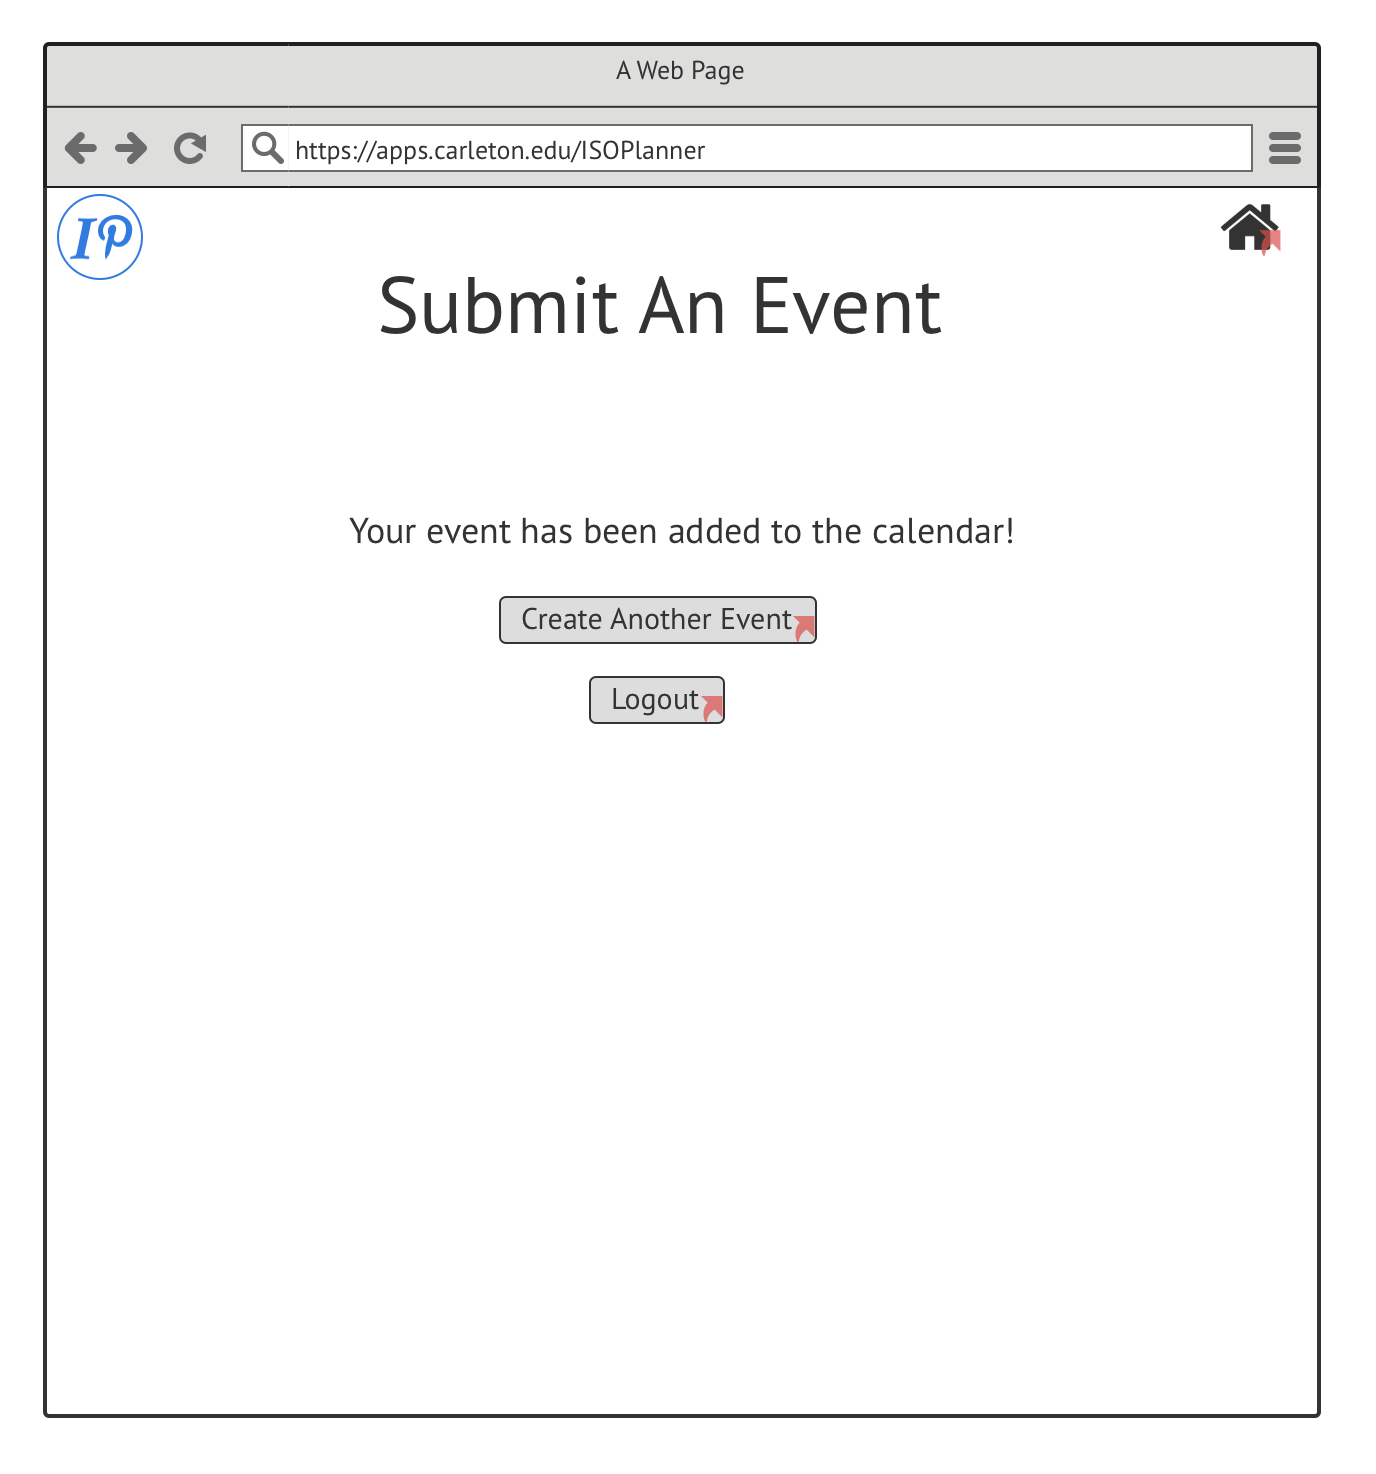 A Web Page
https://apps.carleton.edu/ISOPlanner
IP
Submit An Event
Your event has been added to the calendar!
Create Another Event
Logout